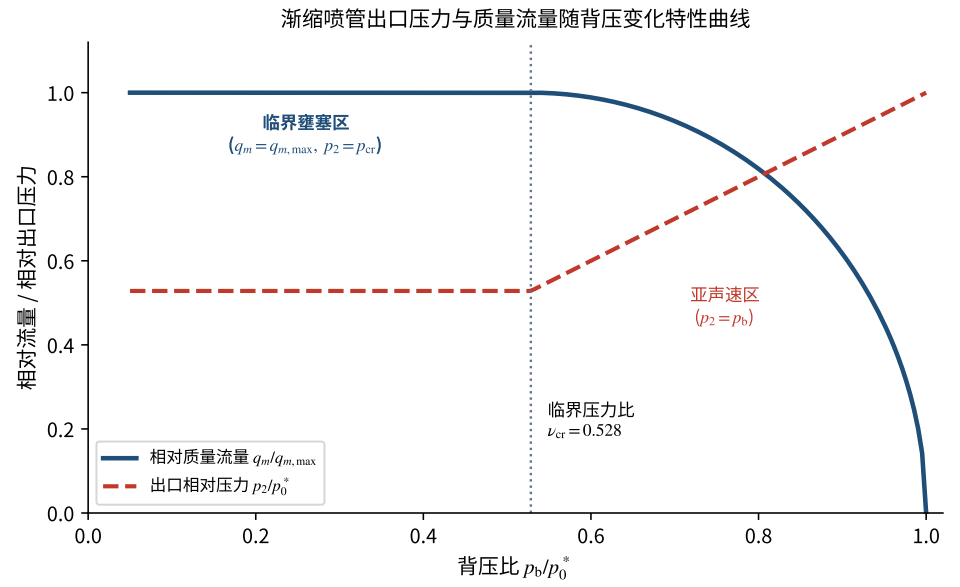 渐缩喷管出口压力与质量流量随背压变化特性曲线
相对流量 / 相对出口压力
1.0
0.8
0.6
0.4
0.2
0.0
临界壅塞区
(qₘ = qₘ,max, p₂ = p_cr)
亚声速区
(p₂ = p_b)
临界压力比
ν_cr = 0.528
相对质量流量 qₘ/qₘ,max
出口相对压力 p₂/p₀*
0.0 0.2 0.4 0.6 0.8 1.0
背压比 p_b/p₀*